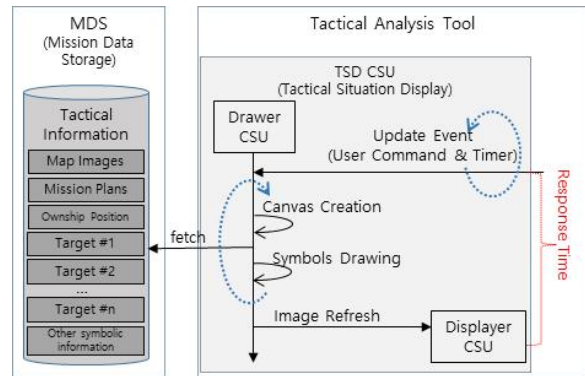 MDS
(Mission Data
Storage)
Tactical
Information
Map Images
Mission Plans
Ownship Position
Target #1
Target #2
...
Target #n
Other symbolic
information
Tactical Analysis Tool
TSD CSU
(Tactical Situation Display)
Drawer
CSU
Update Event
(User Command & Timer)
Canvas Creation
fetch
Symbols Drawing
Image Refresh
Displayer
CSU
Response Time